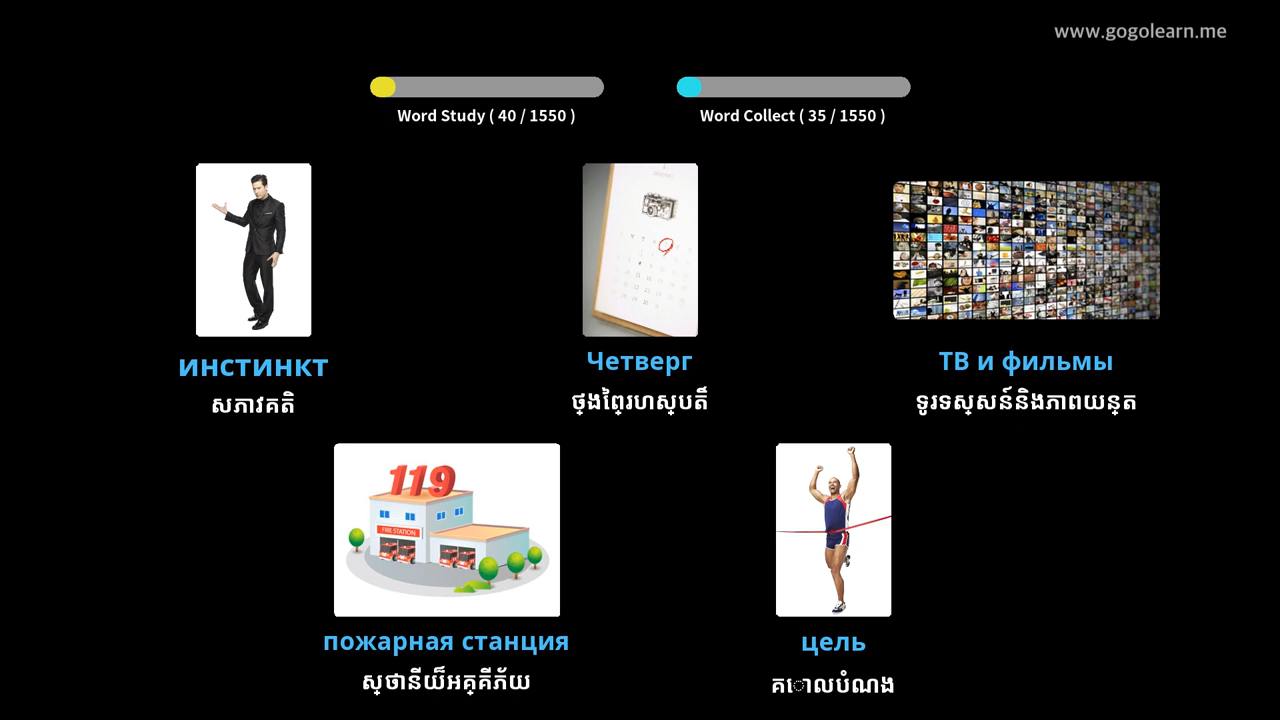 www.gogolearn.me
Word Study ( 40 / 1550 )
Word Collect ( 35 / 1550 )
инстинкт
សភាវគតិ
Четверг
ថ្ងៃព្រហស្បតិ៍
ТВ и фильмы
ទូរទស្សន៍និងភាពយន្ត
119
FIRE STATION
пожарная станция
ស្ថានីយ៍អគ្គីភ័យ
цель
គោលបំណង